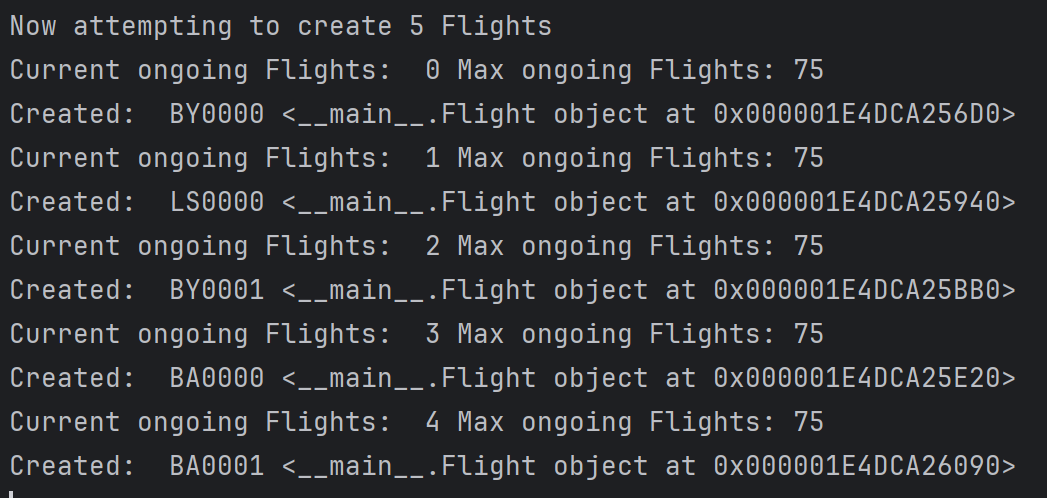 Now attempting to create 5 Flights
Current ongoing Flights:  0 Max ongoing Flights: 75
Created:  BY0000 <__main__.Flight object at 0x000001E4DCA256D0>
Current ongoing Flights:  1 Max ongoing Flights: 75
Created:  LS0000 <__main__.Flight object at 0x000001E4DCA25940>
Current ongoing Flights:  2 Max ongoing Flights: 75
Created:  BY0001 <__main__.Flight object at 0x000001E4DCA25BB0>
Current ongoing Flights:  3 Max ongoing Flights: 75
Created:  BA0000 <__main__.Flight object at 0x000001E4DCA25E20>
Current ongoing Flights:  4 Max ongoing Flights: 75
Created:  BA0001 <__main__.Flight object at 0x000001E4DCA26090>